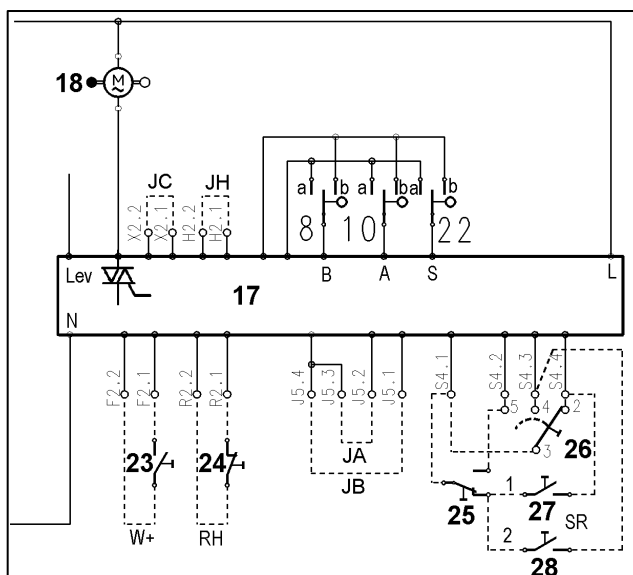 18 M
JC JH
X2.2 X2.1 H2.2 H2.1
a b a b a b
8 10 22
Lev B A S L
17
N
F2.2 F2.1 R2.2 R2.1 J5.4 J5.3 J5.2 J5.1 S4.1 S4.2 S4.3 S4.4
5 4 2
26
3
23 24 JA
JB 25 1 27 SR
W+ RH 2 28